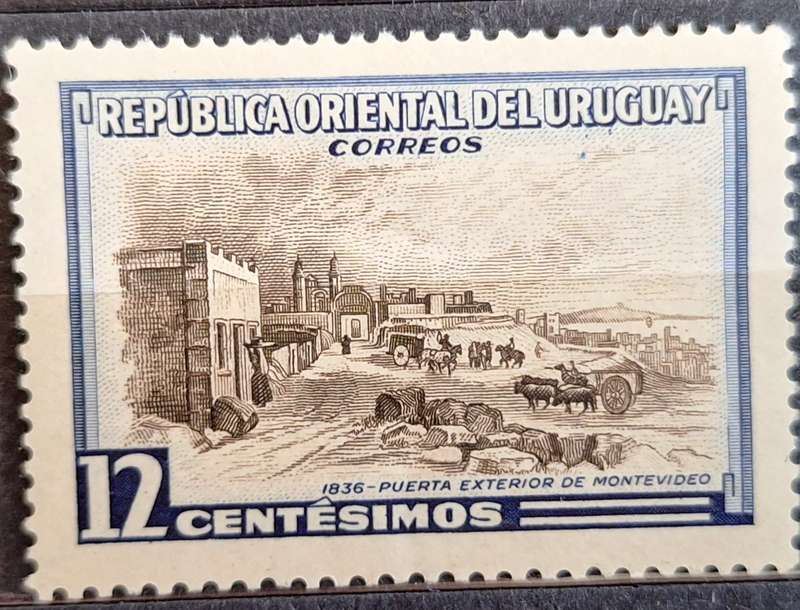 REPÚBLICA ORIENTAL DEL URUGUAY
CORREOS
1836-PUERTA EXTERIOR DE MONTEVIDEO
12 CENTÉSIMOS